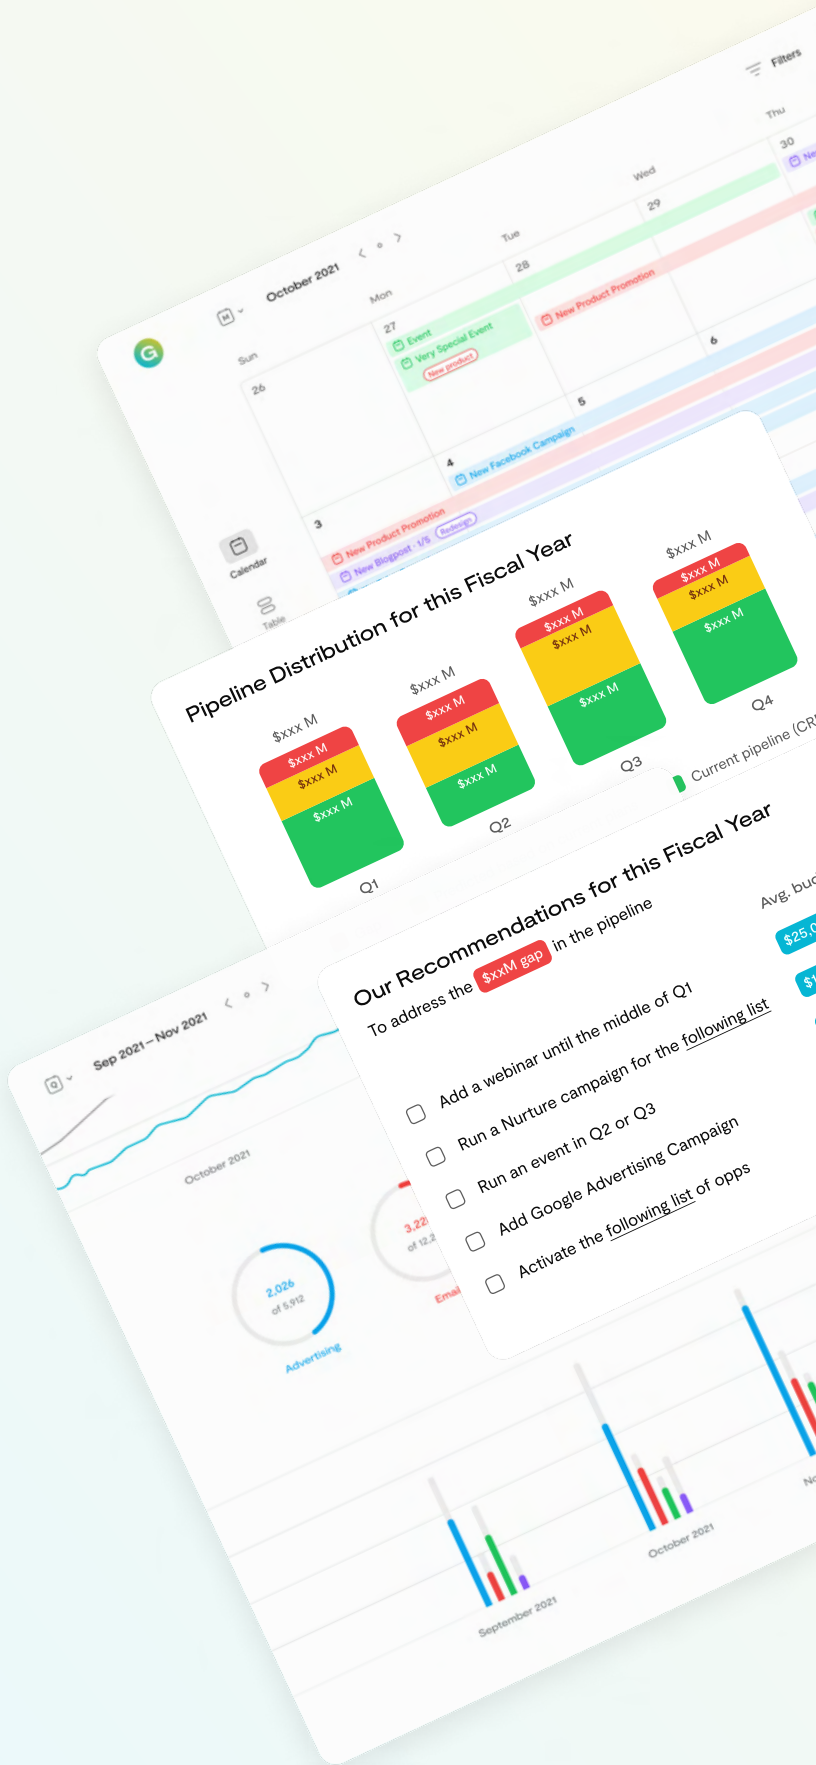 Filters
October 2021
Sun
Mon
Tue
Wed
Thu
26
27
28
29
30
Event
Very Special Event
New product
New Product Promotion
3
4
5
6
New Facebook Campaign
New Product Promotion
New Blogpost · 1/5
Redesign
Calendar
Table
Pipeline Distribution for this Fiscal Year
$xxx M
$xxx M
$xxx M
$xxx M
Q1
$xxx M
$xxx M
$xxx M
$xxx M
Q2
$xxx M
$xxx M
$xxx M
$xxx M
Q3
$xxx M
$xxx M
$xxx M
$xxx M
Q4
Current pipeline
Our Recommendations for this Fiscal Year
To address the $xxM gap in the pipeline
Avg.
Add a webinar until the middle of Q1
Run a Nurture campaign for the following list
Run an event in Q2 or Q3
Add Google Advertising Campaign
Activate the following list of opps
Sep 2021 – Nov 2021
October 2021
2,026
of 5,912
Advertising
Email
September 2021
October 2021